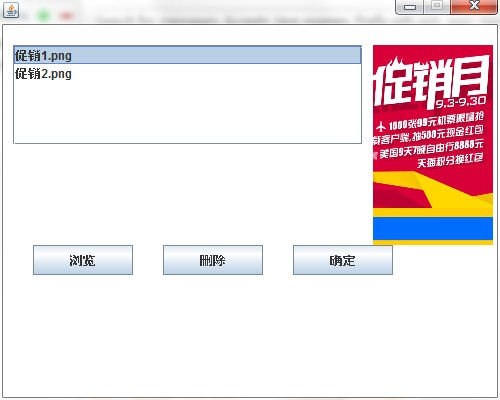 促销1.png
促销2.png
促销月
9.3-9.30
1000张99元机票限量抢
客户端,抽500元现金红包
美国9天7晚自由行8888元
天猫积分换红包
浏览
删除
确定